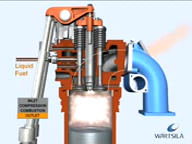 Liquid
Fuel
INLET
COMPRESSION
COMBUSTION
OUTLET
WÄRTSILÄ